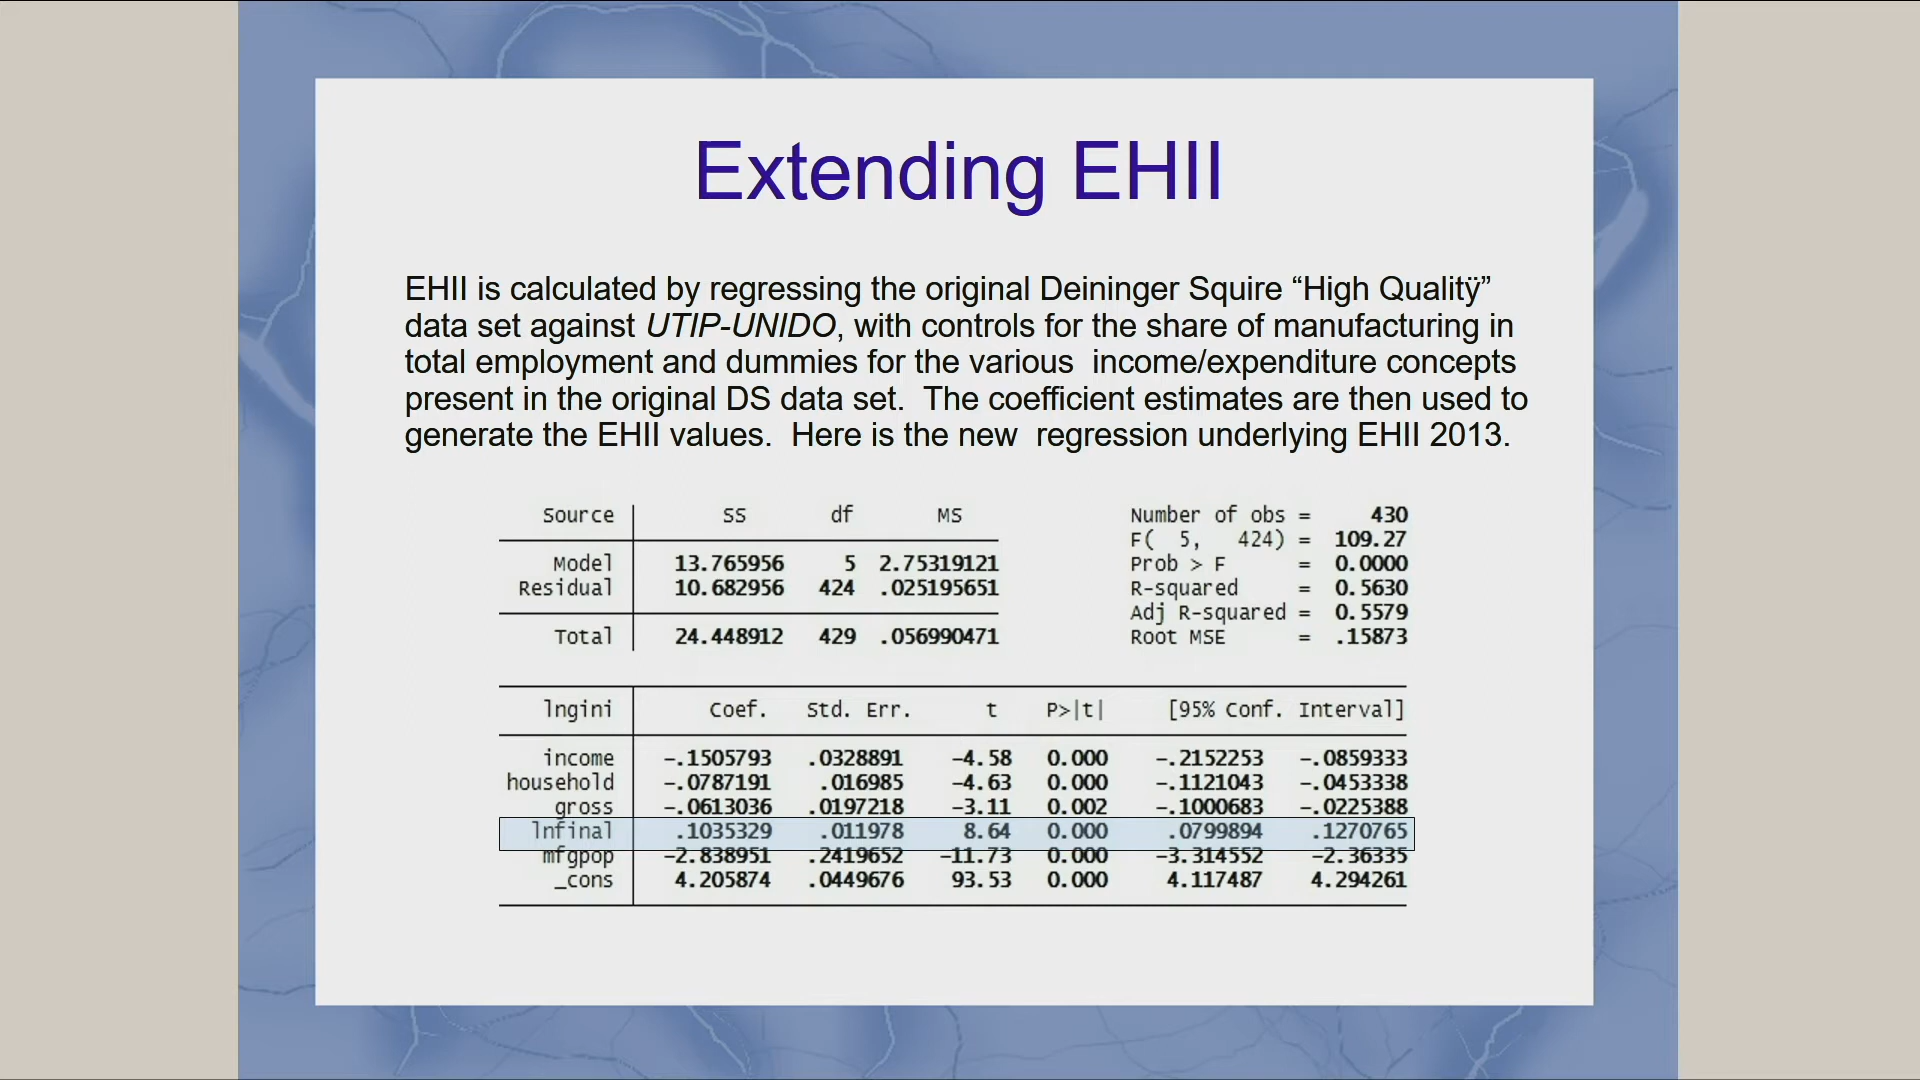 Extending EHII
EHII is calculated by regressing the original Deininger Squire “High Quality”
data set against UTIP-UNIDO, with controls for the share of manufacturing in
total employment and dummies for the various income/expenditure concepts
present in the original DS data set. The coefficient estimates are then used to
generate the EHII values. Here is the new regression underlying EHII 2013.
Source SS df MS Number of obs = 430
F( 5, 424) = 109.27
Model 13.765956 5 2.75319121 Prob > F = 0.0000
Residual 10.682956 424 .025195651 R-squared = 0.5630
Adj R-squared = 0.5579
Total 24.448912 429 .056990471 Root MSE = .15873
lngini Coef. Std. Err. t P>|t| [95% Conf. Interval]
income -.1505793 .0328891 -4.58 0.000 -.2152253 -.0859333
household -.0787191 .016985 -4.63 0.000 -.1121043 -.0453338
gross -.0613036 .0197218 -3.11 0.002 -.1000683 -.0225388
lnfinal .1035329 .011978 8.64 0.000 .0799894 .1270765
mfgpop -2.838951 .2419652 -11.73 0.000 -3.314552 -2.36335
_cons 4.205874 .0449676 93.53 0.000 4.117487 4.294261